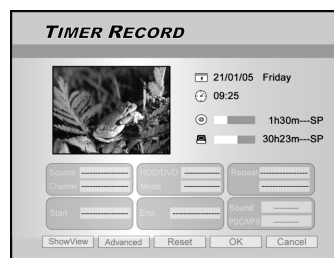 TIMER RECORD
21/01/05 Friday
09:25
1h30m---SP
30h23m---SP
Source ------------
Channel ------------
HDD/DVD ------------
Mode ------------
Repeat ------------
------------
Start ------------
End ------------
Sound ------------
PDC/VPS ------------
ShowView
Advanced
Reset
OK
Cancel